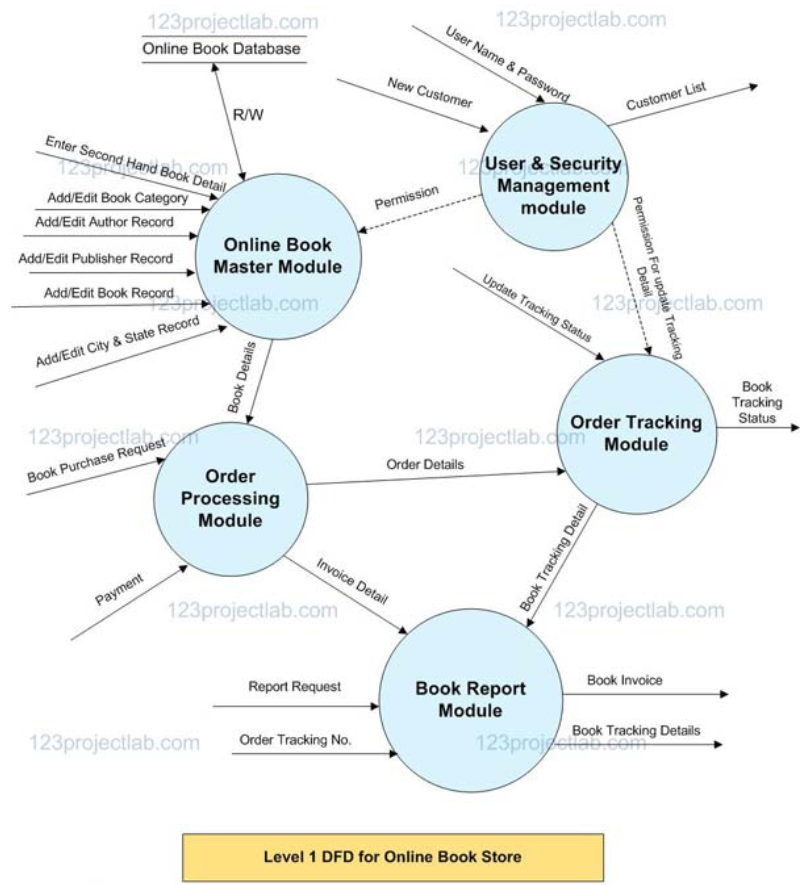 123projectlab.com
123projectlab.com
Online Book Database
R/W
User Name & Password
New Customer
Customer List
Enter Second Hand Book Detail
123projectlab.com
123projectlab.com
User & Security
Management
module
Add/Edit Book Category
Add/Edit Author Record
Add/Edit Publisher Record
Add/Edit Book Record
Add/Edit City & State Record
Online Book
Master Module
Permission
Permission For update Tracking
Detail
123projectlab.com
123projectlab.com
Update Tracking Status
Book Details
Order Tracking
Module
Book
Tracking
Status
123projectlab.com
123projectlab.com
Book Purchase Request
Order
Processing
Module
Order Details
Payment
Invoice Detail
Book Tracking Detail
123projectlab.com
123projectlab.com
Report Request
Order Tracking No.
Book Report
Module
Book Invoice
Book Tracking Details
123projectlab.com
123projectlab.com
Level 1 DFD for Online Book Store